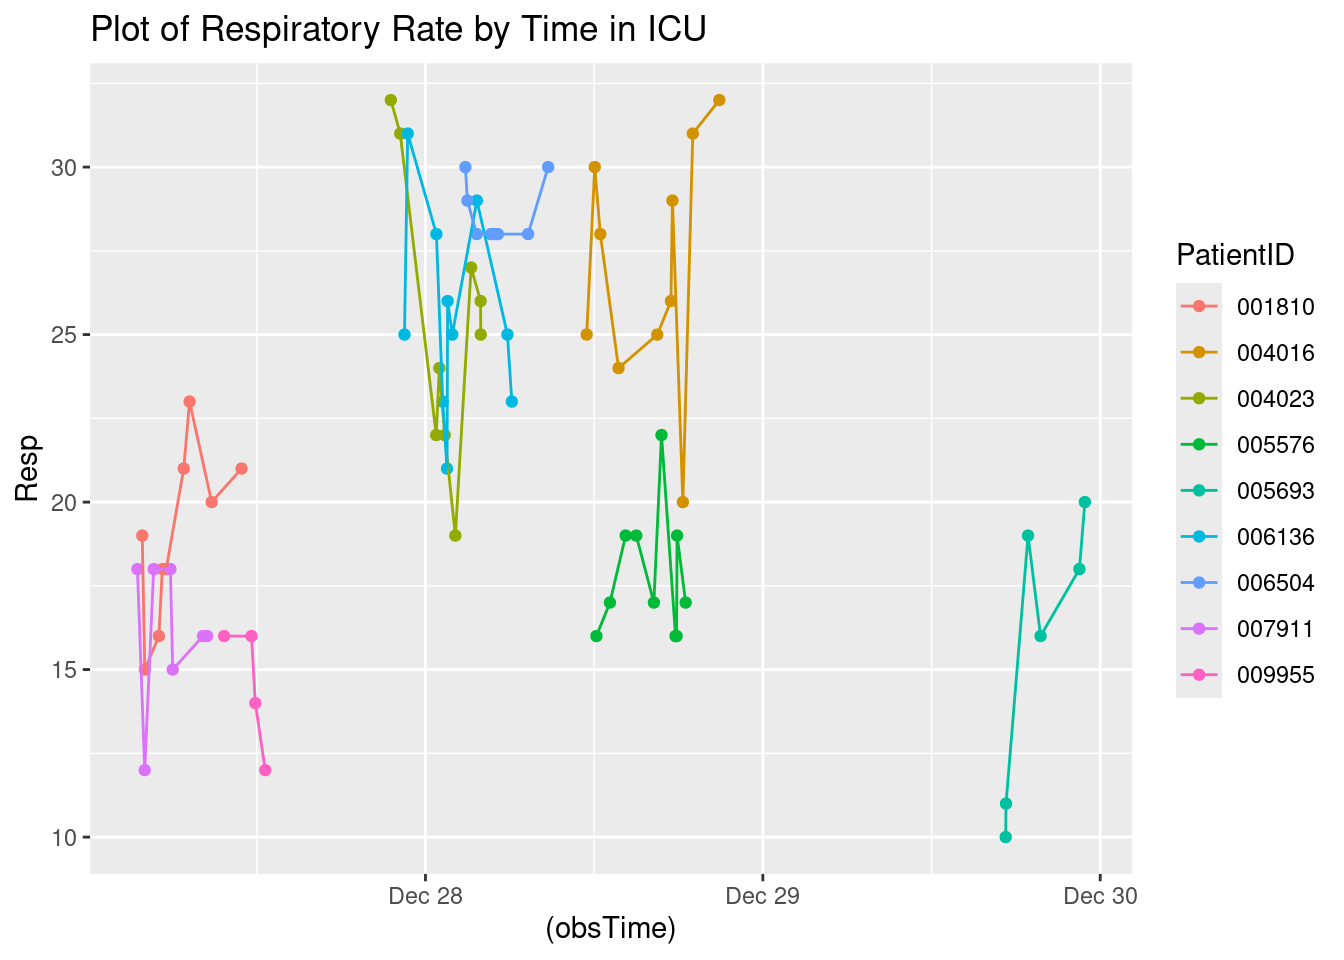 Plot of Respiratory Rate by Time in ICU
30
25
20
15
10
Resp
Dec 28
Dec 29
Dec 30
(obsTime)
PatientID
001810
004016
004023
005576
005693
006136
006504
007911
009955